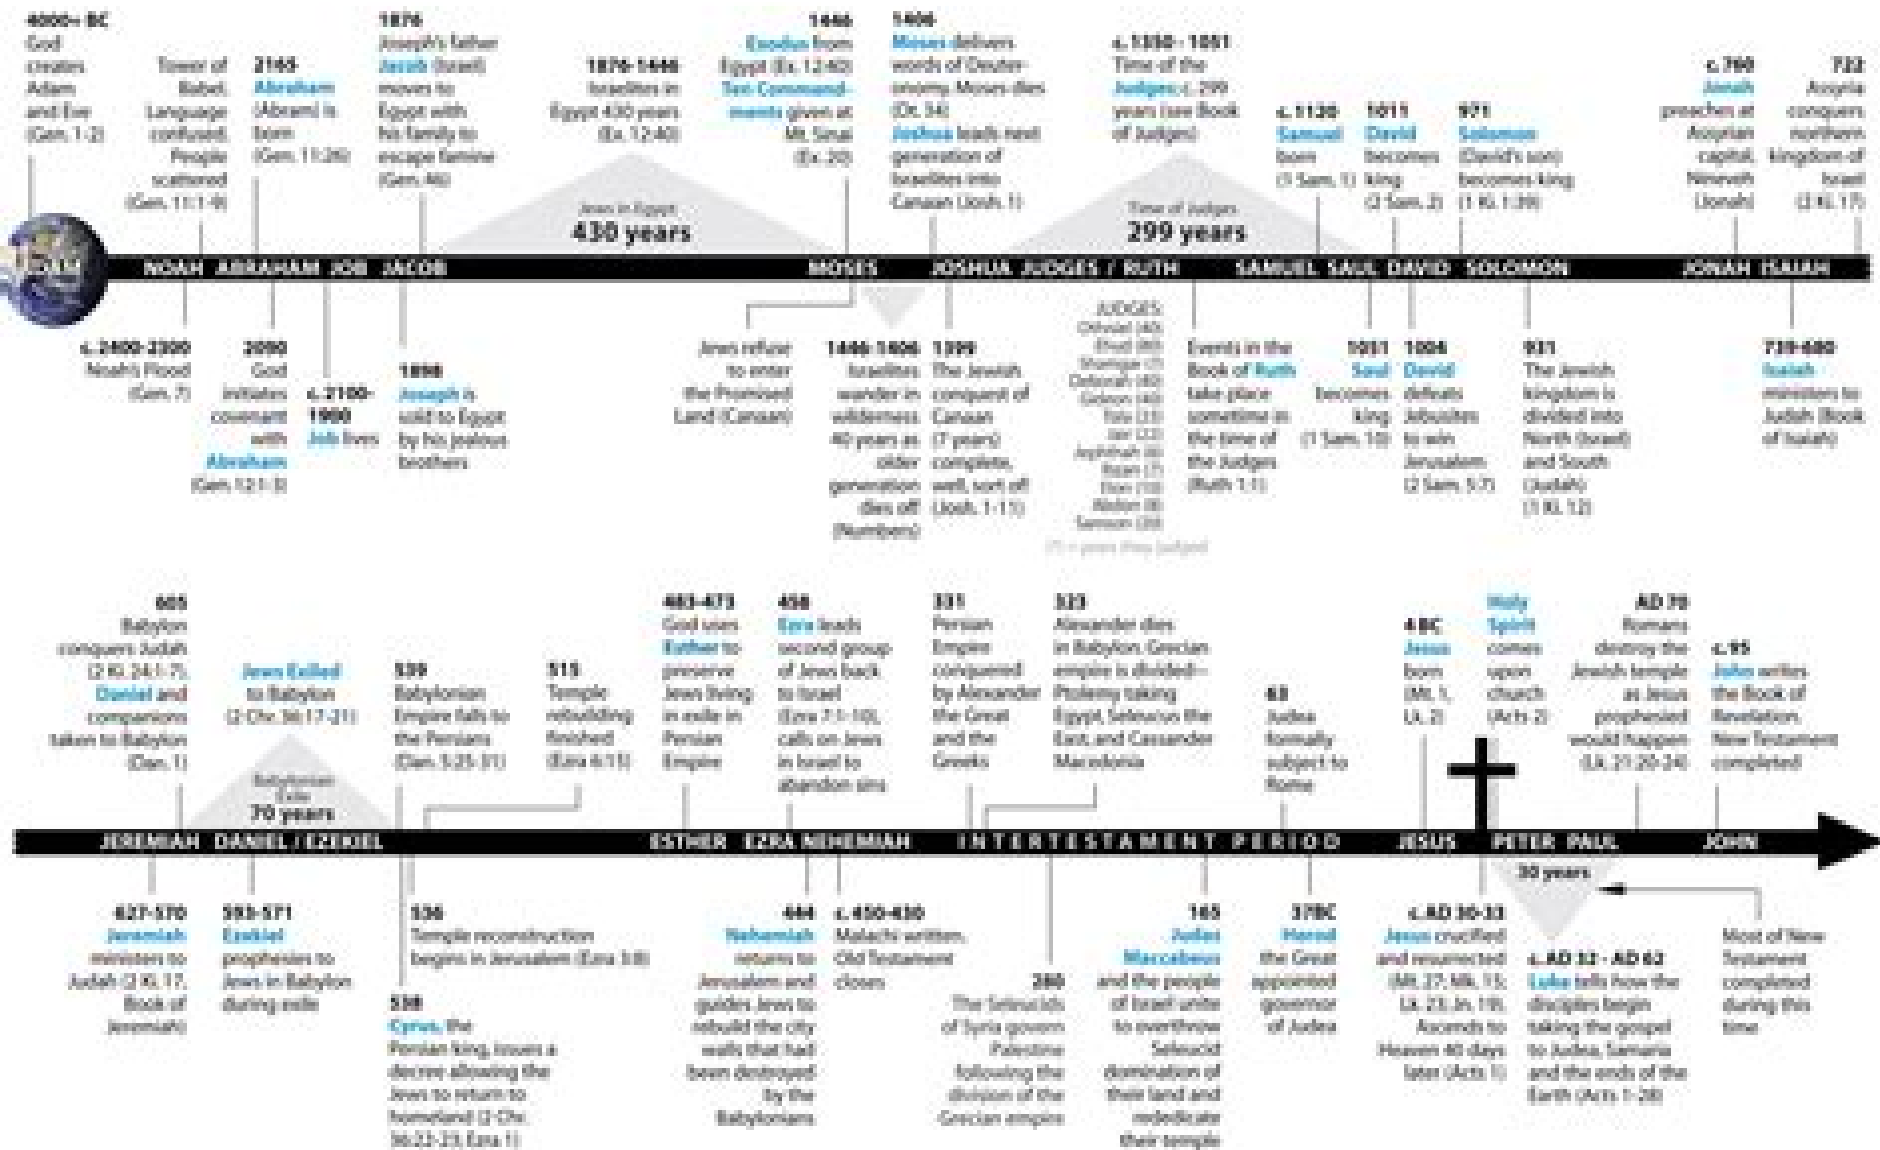 4000+ BC
God
creates
Adam
and Eve
(Gen. 1-2)
Tower of
Babel.
Language
confused,
People
scattered
(Gen. 11:1-9)
2165
Abraham
(Abram) is
born
(Gen. 11:26)
1876
Joseph's father
Jacob (Israel)
moves to
Egypt with
his family to
escape famine
(Gen. 46)
1876-1446
Israelites in
Egypt 430 years
(Ex. 12:40)
Jews in Egypt
430 years
1446
Exodus from
Egypt (Ex. 12:40)
Ten Command-
ments given at
Mt. Sinai
(Ex. 20)
1406
Moses delivers
words of Deuter-
onomy. Moses dies
(Dt. 34)
Joshua leads next
generation of
Israelites into
Canaan (Josh. 1)
c. 1350 - 1051
Time of the
Judges: c. 299
years (see Book
of Judges)
Time of Judges
299 years
c. 1120
Samuel
born
(1 Sam. 1)
1011
David
becomes
king
(2 Sam. 2)
971
Solomon
(David's son)
becomes king
(1 Ki. 1:39)
c. 760
Jonah
preaches at
Assyrian
capital,
Nineveh
(Jonah)
722
Assyria
conquers
northern
kingdom of
Israel
(2 Ki. 17)
NOAH ABRAHAM JOB JACOB MOSES JOSHUA JUDGES / RUTH SAMUEL SAUL DAVID SOLOMON JONAH ISAIAH
c. 2400-2300
Noah's Flood
(Gen. 7)
2090
God
initiates
covenant
with
Abraham
(Gen. 12:1-3)
c. 2100-
1900
Job lives
1898
Joseph is
sold to Egypt
by his jealous
brothers
Jews refuse
to enter
the Promised
Land (Canaan)
1446-1406
Israelites
wander in
wilderness
40 years as
older
generation
dies off
(Numbers)
1399
The Jewish
conquest of
Canaan
(7 years)
complete,
well, sort of!
(Josh. 1-11)
JUDGES:
Othniel (40)
Ehud (80)
Shamgar (?)
Deborah (40)
Gideon (40)
Tola (23)
Jair (22)
Jephthah (6)
Ibzan (7)
Elon (10)
Abdon (8)
Samson (20)
(?) = years they judged
Events in the
Book of Ruth
take place
sometime in
the time of
the Judges
(Ruth 1:1)
1051
Saul
becomes
king
(1 Sam. 10)
1004
David
defeats
Jebusites
to win
Jerusalem
(2 Sam. 5:7)
931
The Jewish
kingdom is
divided into
North (Israel)
and South
(Judah)
(1 Ki. 12)
739-680
Isaiah
ministers to
Judah (Book
of Isaiah)
605
Babylon
conquers Judah
(2 Ki. 24:1-7).
Daniel and
companions
taken to Babylon
(Dan. 1)
Jews Exiled
to Babylon
(2 Chr. 36:17-21)
Babylonian
Exile
70 years
539
Babylonian
Empire falls to
the Persians
(Dan. 5:25-31)
515
Temple
rebuilding
finished
(Ezra 6:15)
483-473
God uses
Esther to
preserve
Jews living
in exile in
Persian
Empire
458
Ezra leads
second group
of Jews back
to Israel
(Ezra 7:1-10),
calls on Jews
in Israel to
abandon sins
331
Persian
Empire
conquered
by Alexander
the Great
and the
Greeks
323
Alexander dies
in Babylon. Grecian
empire is divided—
Ptolemy taking
Egypt, Seleucus the
East, and Cassander
Macedonia
63
Judea
formally
subject to
Rome
4 BC
Jesus
born
(Mt. 1,
Lk. 2)
Holy
Spirit
comes
upon
church
(Acts 2)
AD 70
Romans
destroy the
Jewish temple
as Jesus
prophesied
would happen
(Lk. 21:20-24)
c. 95
John writes
the Book of
Revelation.
New Testament
completed
JEREMIAH DANIEL / EZEKIEL ESTHER EZRA NEHEMIAH INTERTESTAMENT PERIOD JESUS PETER PAUL JOHN
30 years
627-570
Jeremiah
ministers to
Judah (2 Ki. 17,
Book of
Jeremiah)
593-571
Ezekiel
prophesies to
Jews in Babylon
during exile
536
Temple reconstruction
begins in Jerusalem (Ezra 3:8)
538
Cyrus, the
Persian king, issues a
decree allowing the
Jews to return to
homeland (2 Chr.
36:22-23, Ezra 1)
444
Nehemiah
returns to
Jerusalem and
guides Jews to
rebuild the city
walls that had
been destroyed
by the
Babylonians
c. 450-430
Malachi written.
Old Testament
closes
280
The Seleucids
of Syria govern
Palestine
following the
division of the
Grecian empire
165
Judas
Maccabeus
and the people
of Israel unite
to overthrow
Seleucid
domination of
their land and
rededicate
their temple
37BC
Herod
the Great
appointed
governor
of Judea
c. AD 30-33
Jesus crucified
and resurrected
(Mt. 27; Mk. 15;
Lk. 23; Jn. 19).
Ascends to
Heaven 40 days
later (Acts 1)
c. AD 32 - AD 62
Luke tells how the
disciples begin
taking the gospel
to Judea, Samaria
and the ends of the
Earth (Acts 1-28)
Most of New
Testament
completed
during this
time